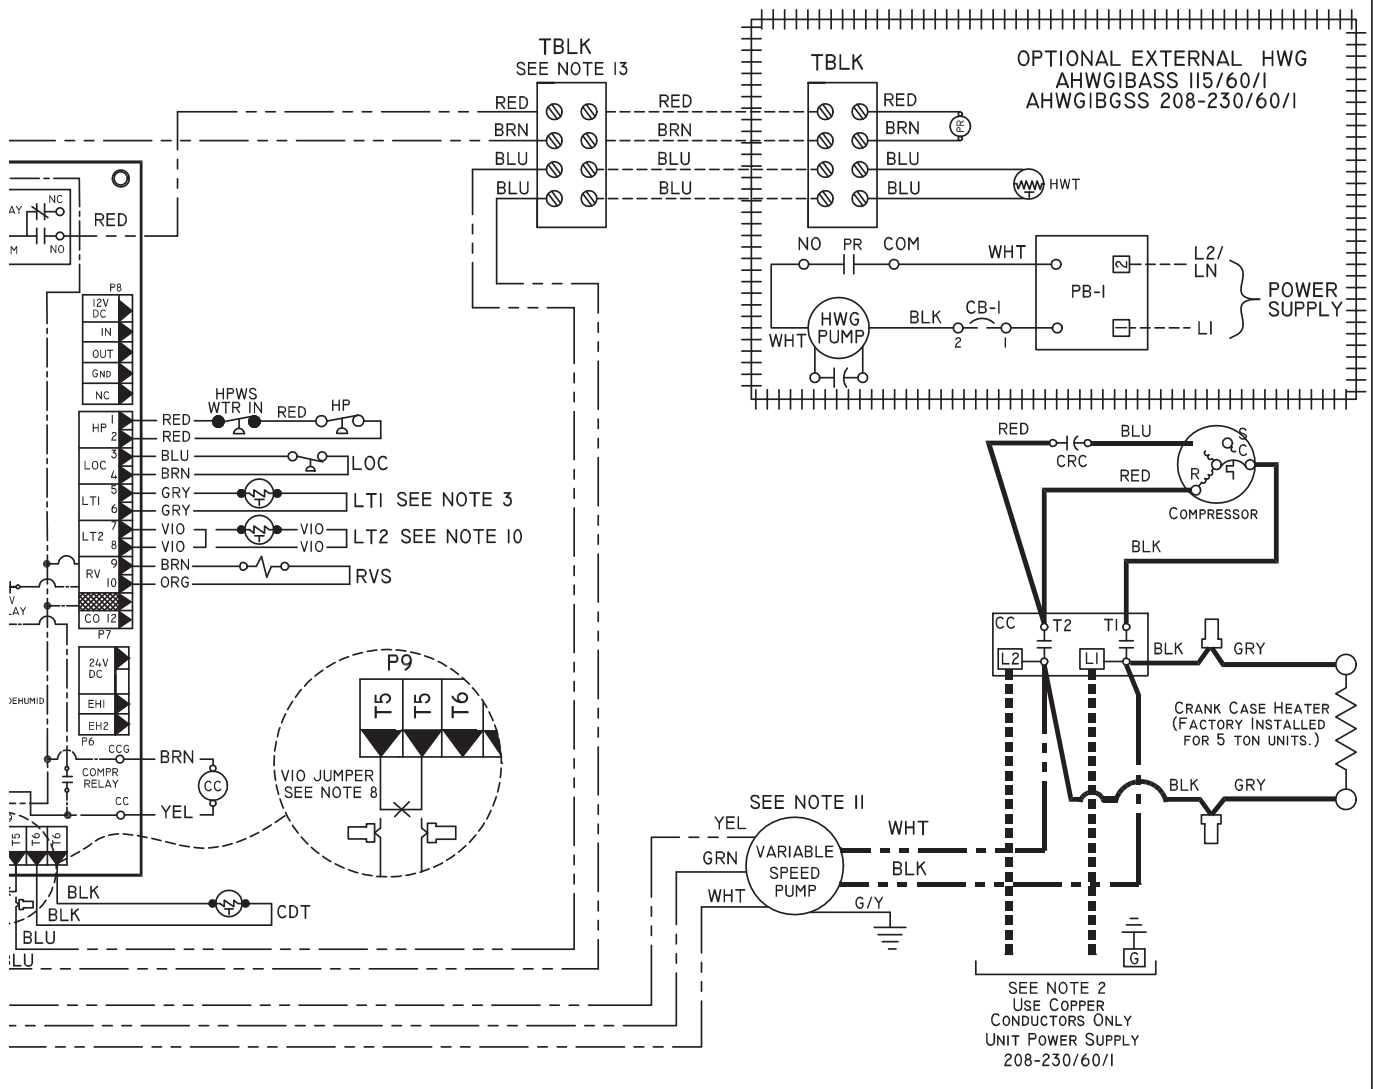 TBLK
SEE NOTE 13
RED
BRN
BLU
BLU
RED
BRN
BLU
BLU
TBLK
OPTIONAL EXTERNAL HWG
AHWG1BASS 115/60/1
AHWG1BGSS 208-230/60/1
RED
BRN
BLU
BLU
PR
HWT
NO
PR
COM
WHT
PB-1
2
L2/
LN
POWER
SUPPLY
1
L1
HWG
PUMP
WHT
BLK
CB-1
2
1
AY
NC
NO
M
RED
P8
12V
DC
IN
OUT
GND
NC
HP
1
2
LOC
3
4
LT1
5
6
LT2
7
8
RV
9
10
CO 12
P7
24V
DC
EH1
EH2
P6
RED
RED
HPWS
WTR IN
RED
HP
BLU
BRN
LOC
GRY
GRY
LT1 SEE NOTE 3
VIO
VIO
VIO
VIO
LT2 SEE NOTE 10
BRN
ORG
RVS
V
LAY
DEHUMID
CCG
BRN
COMPR
RELAY
CC
CC
YEL
T5
T6
T6
BLK
BLK
CDT
BLU
BLU
P9
T5
T5
T6
VIO JUMPER
SEE NOTE 8
SEE NOTE 11
YEL
GRN
WHT
VARIABLE
SPEED
PUMP
WHT
BLK
G/Y
RED
CRC
BLU
RED
S
C
R
COMPRESSOR
BLK
CC
T2
T1
L2
L1
BLK
GRY
CRANK CASE HEATER
(FACTORY INSTALLED
FOR 5 TON UNITS.)
BLK
GRY
G
SEE NOTE 2
USE COPPER
CONDUCTORS ONLY
UNIT POWER SUPPLY
208-230/60/1